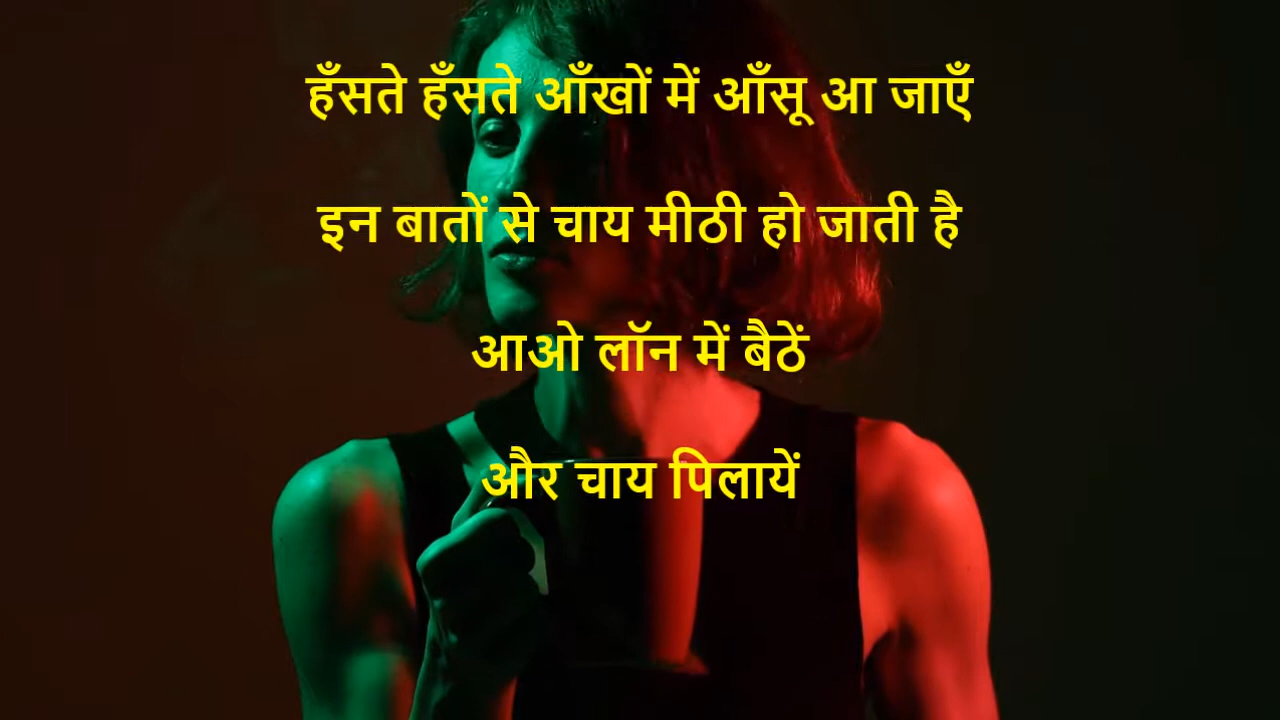 हँसते हँसते आँखों में आँसू आ जाएँ
इन बातों से चाय मीठी हो जाती है
आओ लॉन में बैठें
और चाय पिलायें